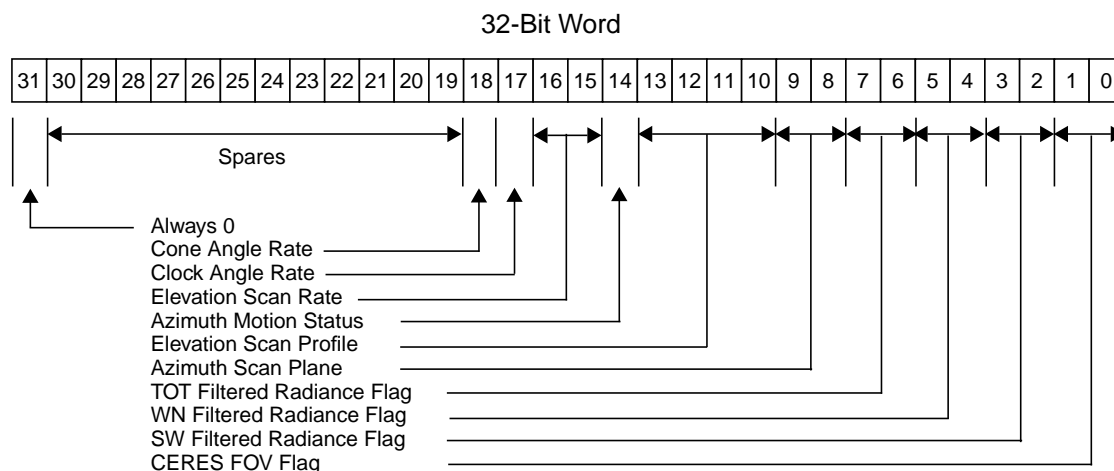 32-Bit Word
31 30 29 28 27 26 25 24 23 22 21 20 19 18 17 16 15 14 13 12 11 10 9 8 7 6 5 4 3 2 1 0
Spares
Always 0
Cone Angle Rate
Clock Angle Rate
Elevation Scan Rate
Azimuth Motion Status
Elevation Scan Profile
Azimuth Scan Plane
TOT Filtered Radiance Flag
WN Filtered Radiance Flag
SW Filtered Radiance Flag
CERES FOV Flag